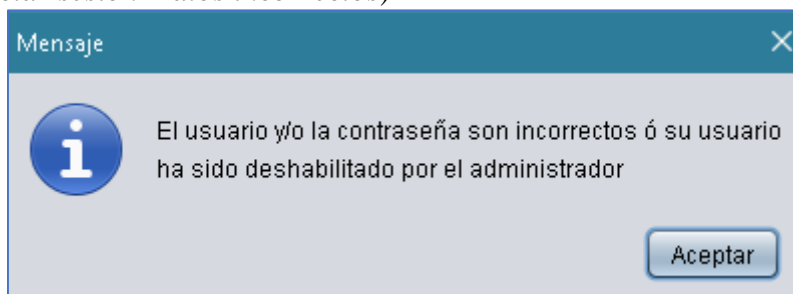 Mensaje
El usuario y/o la contraseña son incorrectos ó su usuario
ha sido deshabilitado por el administrador
Aceptar